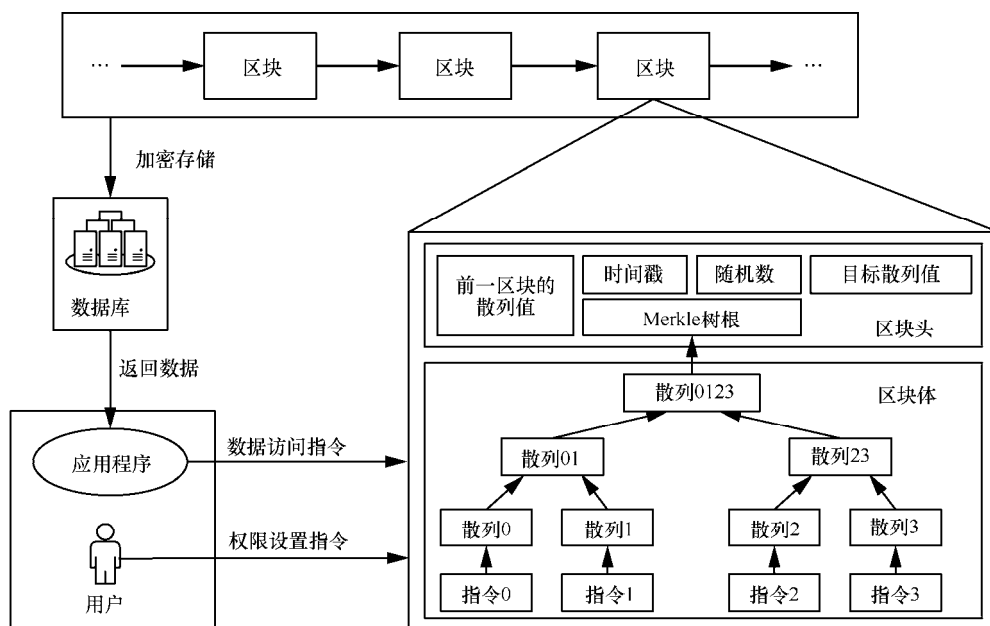 … 区块 区块 区块 …
加密存储
数据库
返回数据
应用程序
数据访问指令
用户
权限设置指令
前一区块的
散列值
时间戳
随机数
目标散列值
Merkle树根
区块头
散列0123
区块体
散列01
散列23
散列0
散列1
散列2
散列3
指令0
指令1
指令2
指令3